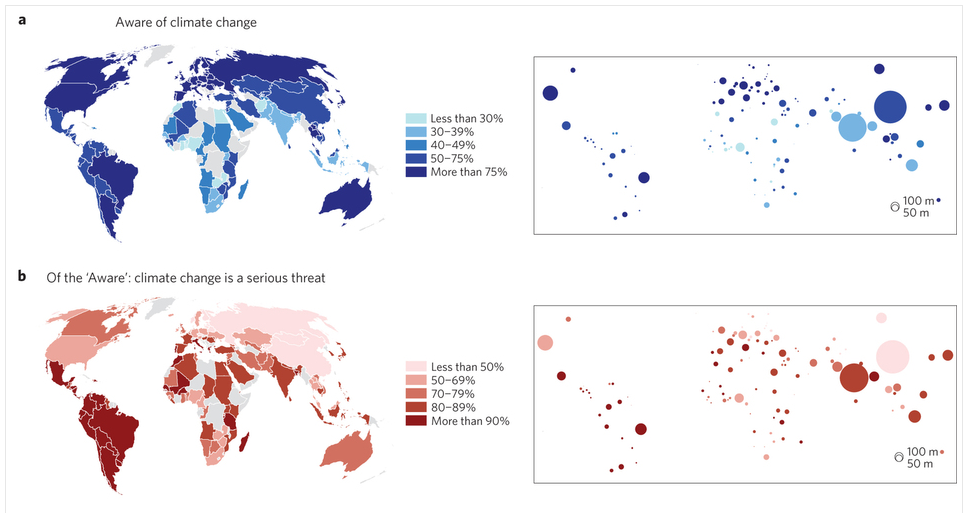 a
Aware of climate change
Less than 30%
30–39%
40–49%
50–75%
More than 75%
100 m
50 m
b
Of the ‘Aware’: climate change is a serious threat
Less than 50%
50–69%
70–79%
80–89%
More than 90%
100 m
50 m